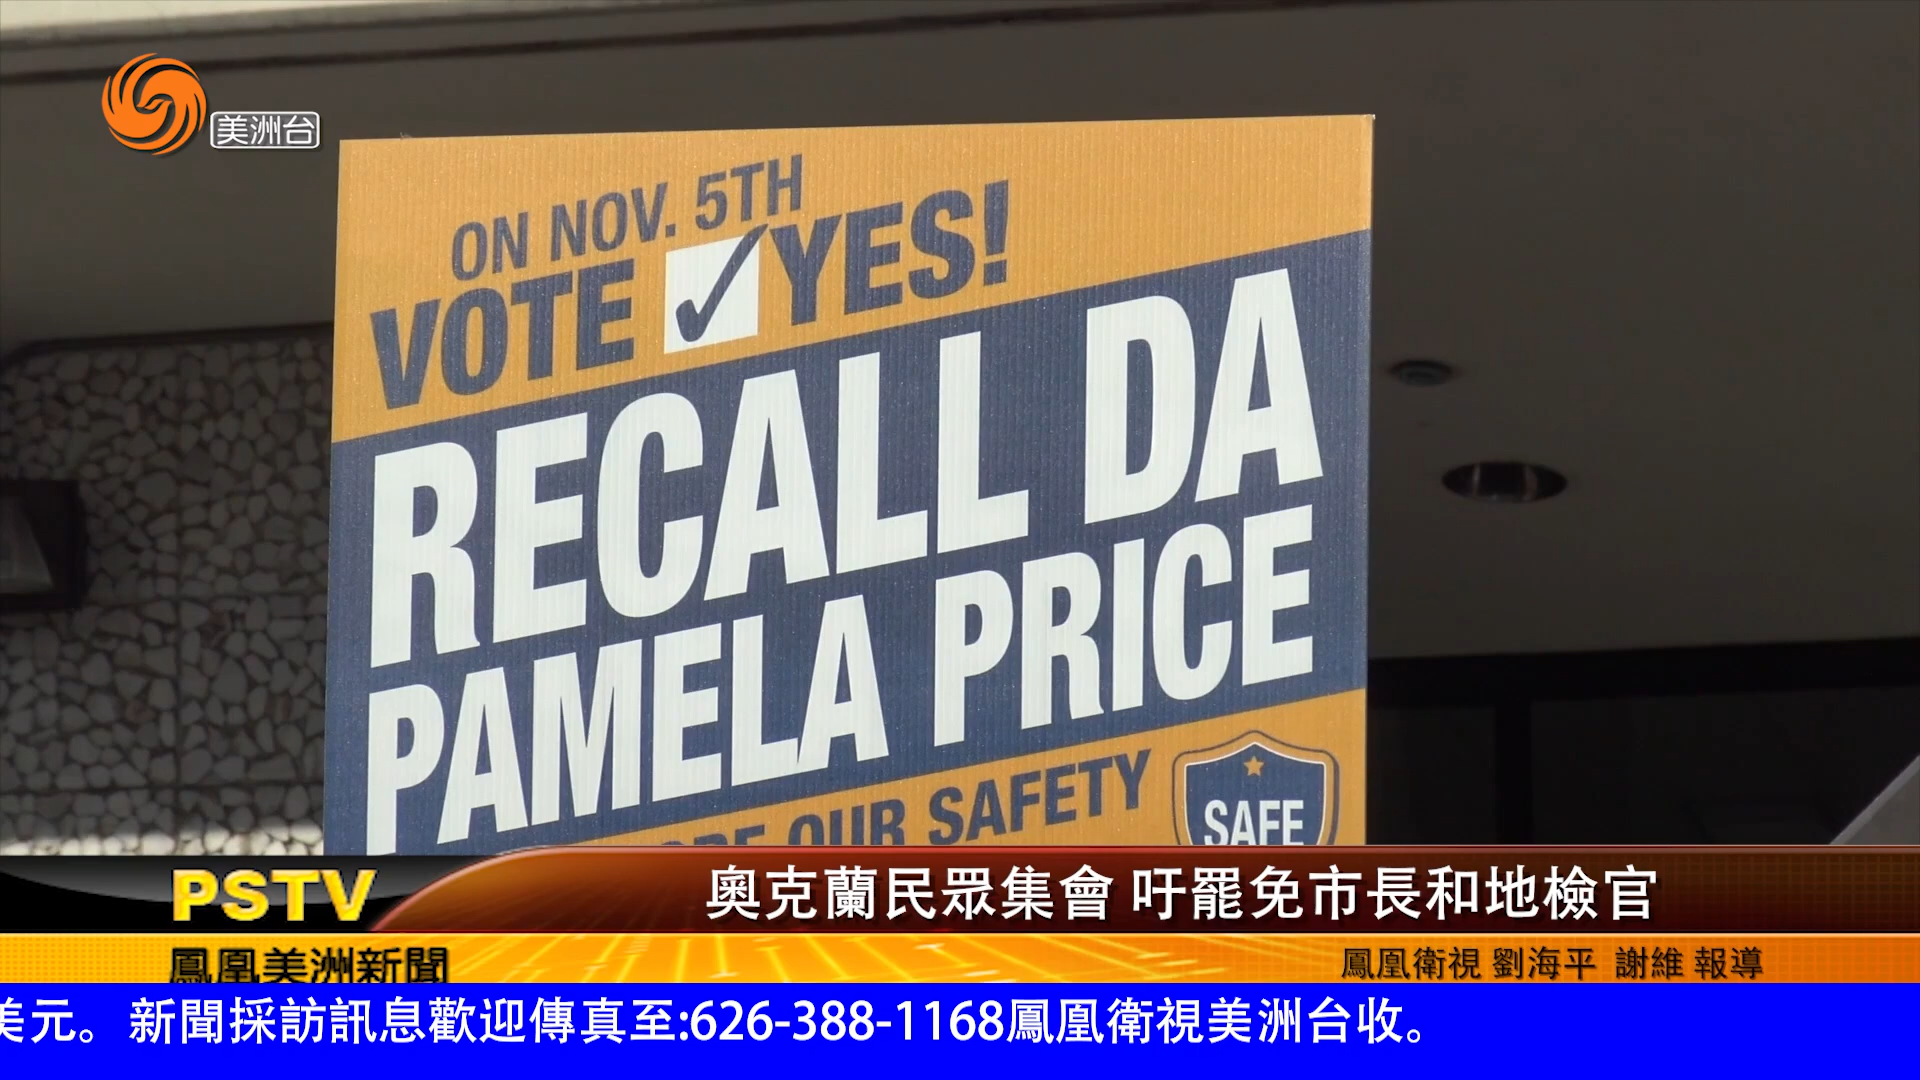 美洲台
ON NOV. 5TH
VOTE YES!
RECALL DA
PAMELA PRICE
OUR SAFETY
SAFE
PSTV
奧克蘭民眾集會 吁罷免市長和地檢官
鳳凰美洲新聞
鳳凰衛視 劉海平 謝維 報導
美元。新聞採訪訊息歡迎傳真至:626-388-1168鳳凰衛視美洲台收。